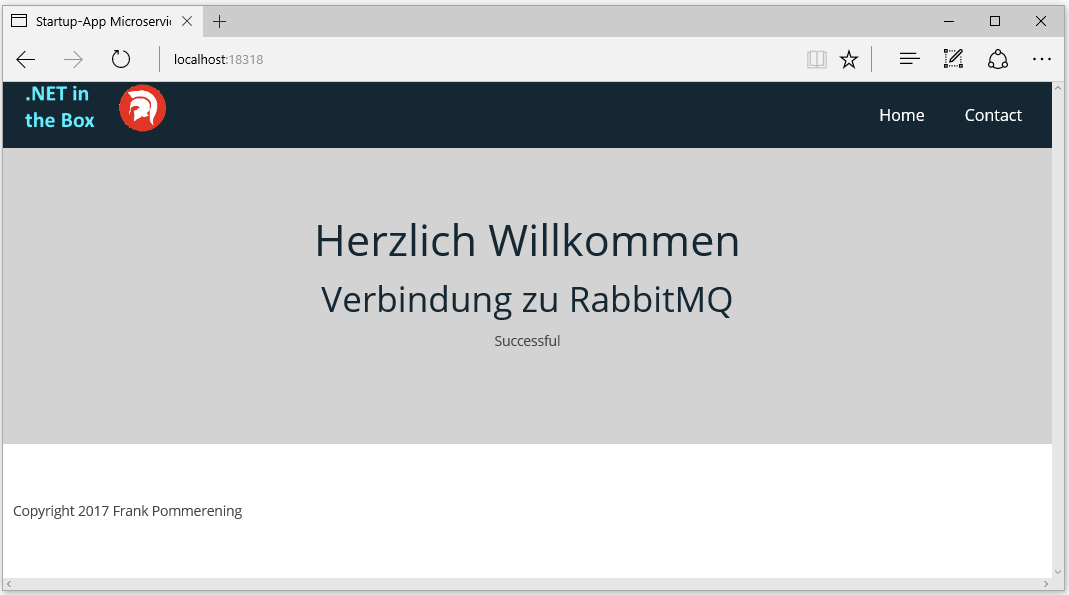 Startup-App Microservic
localhost:18318
.NET in
the Box
Home
Contact
Herzlich Willkommen
Verbindung zu RabbitMQ
Successful
Copyright 2017 Frank Pommerening